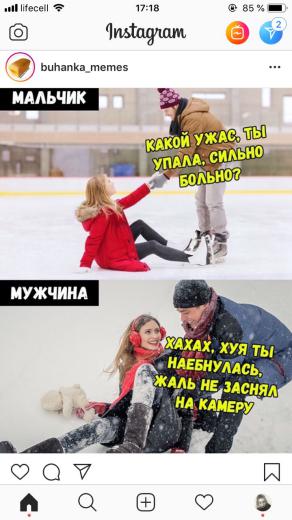 lifecell
17:18
85 %
Instagram
2
buhanka_memes
МАЛЬЧИК
КАКОЙ УЖАС, ТЫ
УПАЛА, СИЛЬНО
БОЛЬНО?
МУЖЧИНА
ХАХАХ, ХУЯ ТЫ
НАЕБНУЛАСЬ,
ЖАЛЬ НЕ ЗАСНЯЛ
НА КАМЕРУ